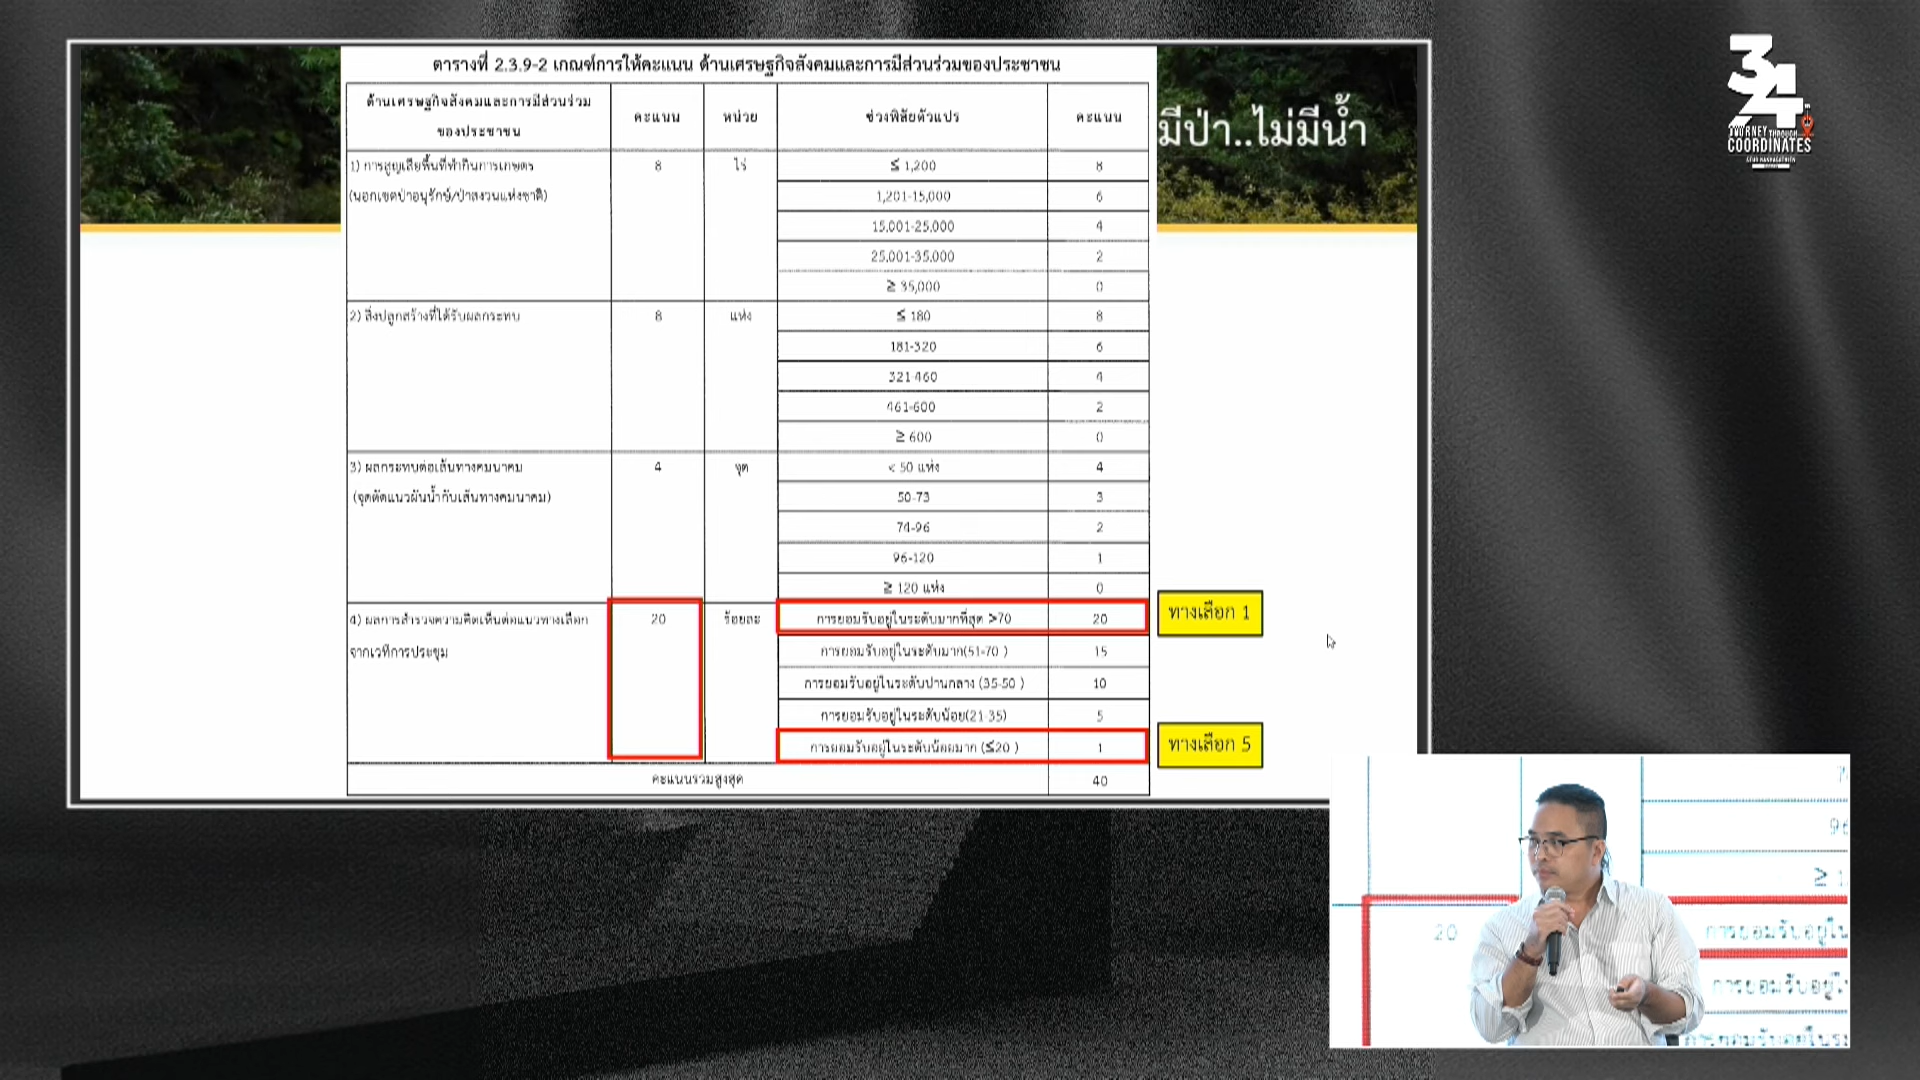 ตารางที่ 2.3.9-2 เกณฑ์การให้คะแนน ด้านเศรษฐกิจสังคมและการมีส่วนร่วมของประชาชน
ด้านเศรษฐกิจสังคมและการมีส่วนร่วม
ของประชาชน
คะแนน
หน่วย
ช่วงพิสัยตัวแปร
คะแนน
1) การสูญเสียพื้นที่ทำกินการเกษตร
(นอกเขตป่าอนุรักษ์/ป่าสงวนแห่งชาติ)
8
ไร่
≤ 1,200
8
1,201-15,000
6
15,001-25,000
4
25,001-35,000
2
≥ 35,000
0
2) สิ่งปลูกสร้างที่ได้รับผลกระทบ
8
แห่ง
≤ 180
8
181-320
6
321-460
4
461-600
2
≥ 600
0
3) ผลกระทบต่อเส้นทางคมนาคม
(จุดตัดแนวผันน้ำกับเส้นทางคมนาคม)
4
จุด
< 50 แห่ง
4
50-73
3
74-96
2
96-120
1
≥ 120 แห่ง
0
4) ผลการสำรวจความคิดเห็นต่อแนวทางเลือก
จากเวทีการประชุม
20
ร้อยละ
การยอมรับอยู่ในระดับมากที่สุด >70
20
การยอมรับอยู่ในระดับมาก(51-70 )
15
การยอมรับอยู่ในระดับปานกลาง (35-50 )
10
การยอมรับอยู่ในระดับน้อย(21-35)
5
การยอมรับอยู่ในระดับน้อยมาก (≤20 )
1
คะแนนรวมสูงสุด
40
ทางเลือก 1
ทางเลือก 5
มีป่า..ไม่มีน้ำ
34
JOURNEY THROUGH
COORDINATES
96
≥ 1
20
การยอมรับอยู่ใน
การยอมรับอยู่ใ